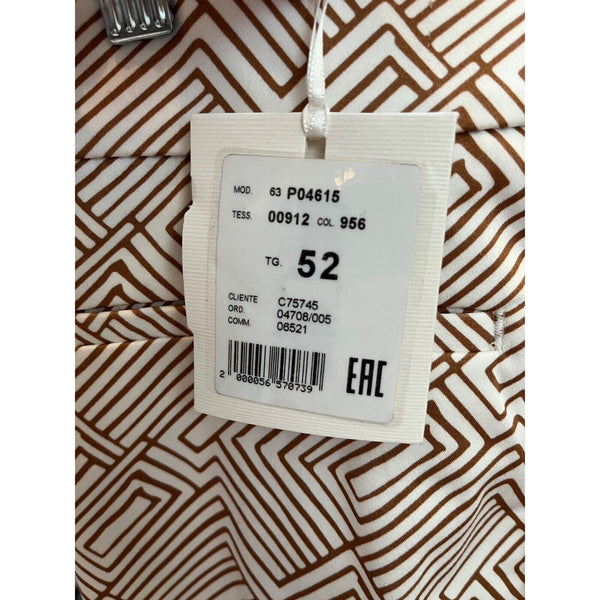 MOD. 63 P04615
TESS. 00912 COL. 956
TG. 52
CLIENTE C75745
ORD. 04708/005
COMM. 06521
2 000056 570739
EAC